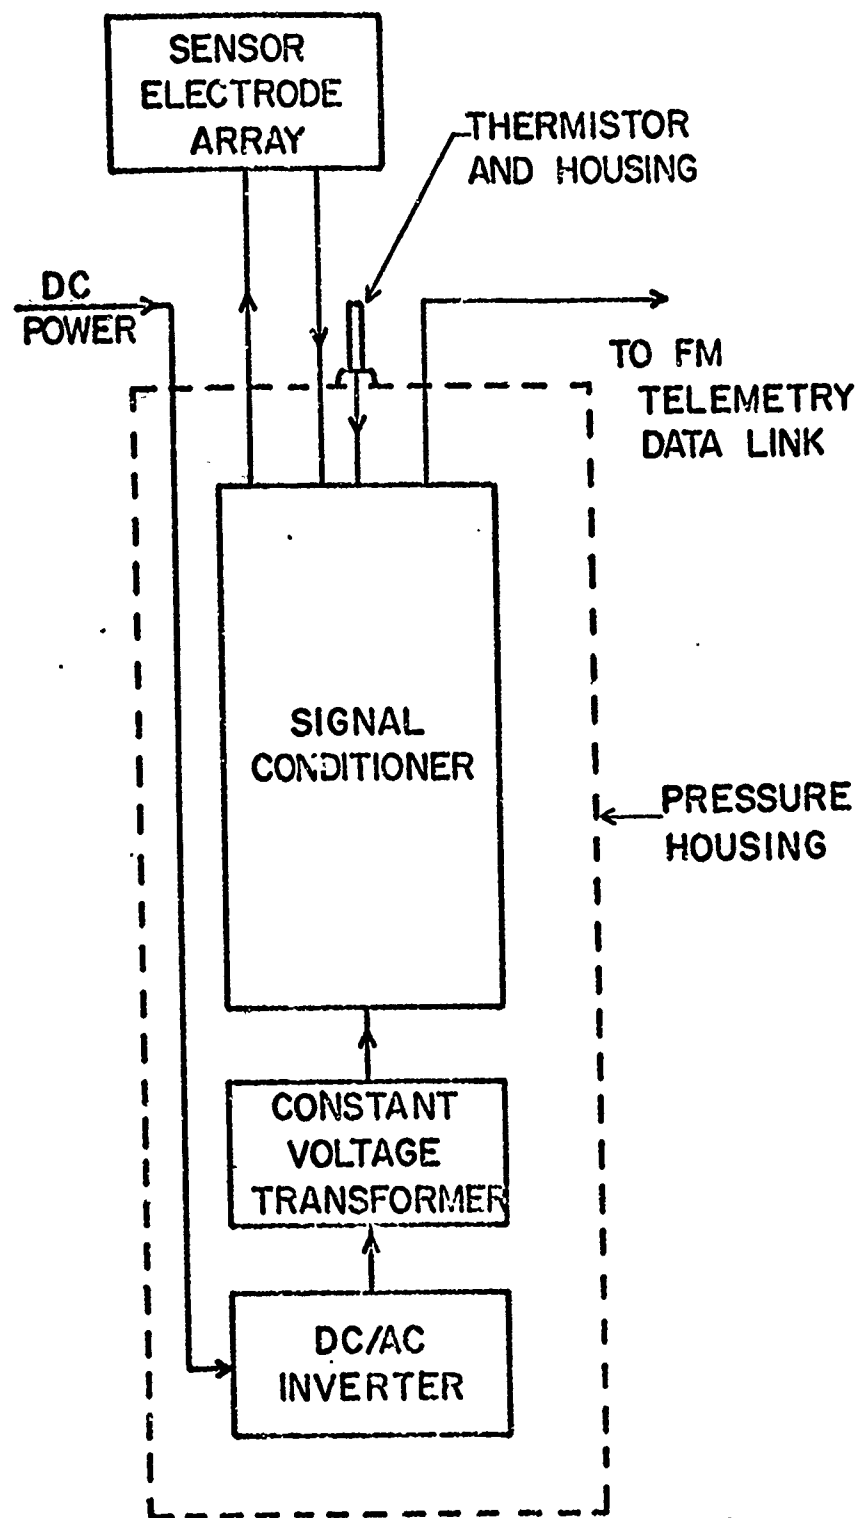 SENSOR
ELECTRODE
ARRAY
THERMISTOR
AND HOUSING
DC
POWER
TO FM
TELEMETRY
DATA LINK
SIGNAL
CONDITIONER
PRESSURE
HOUSING
CONSTANT
VOLTAGE
TRANSFORMER
DC/AC
INVERTER